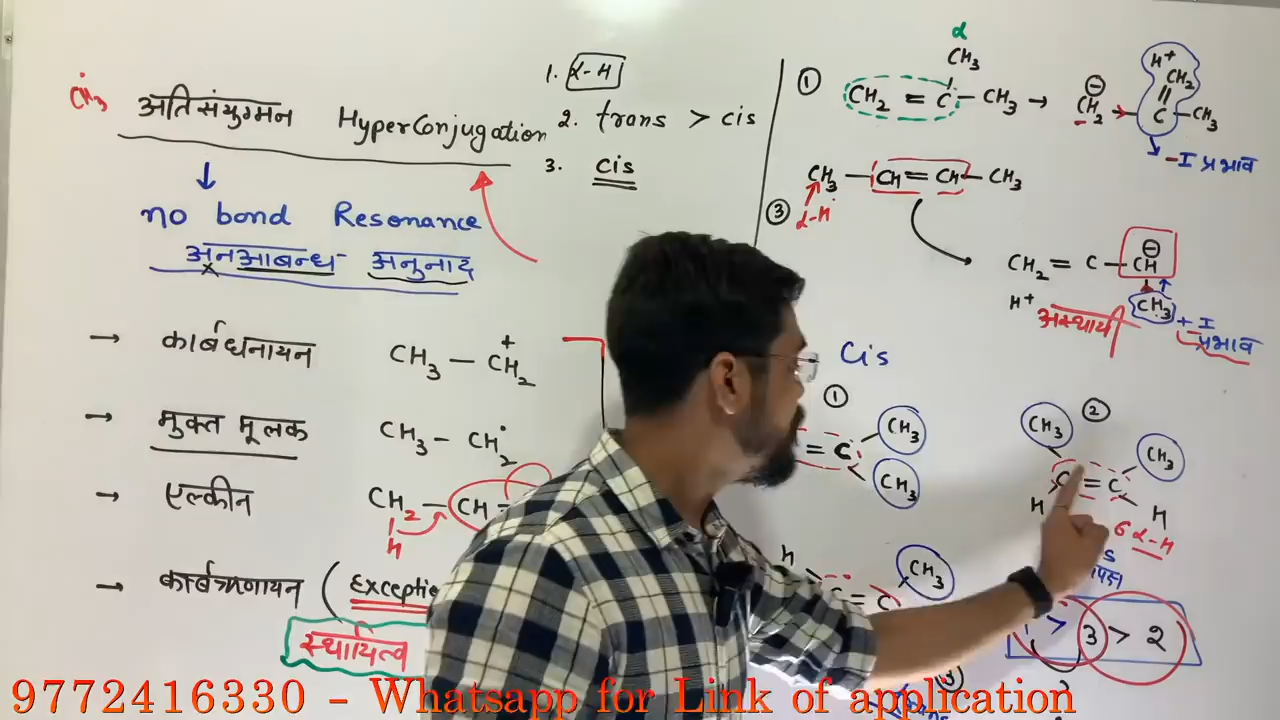 CH₃
अतिसंयुग्मन HyperConjugation
no bond Resonance
अनआबन्ध अनुनाद
→ कार्बधनायन CH₃ — CH₂⁺
→ मुक्त मूलक CH₃ – CH₂•
→ एल्कीन CH₂ – CH =
H
→ कार्बऋणायन (Exceptio
स्थायित्व
1. α-H
2. trans > cis
3. cis
α
CH₃
① CH₂ = C – CH₃ →
CH₂⊖
H⁺
CH₂
C – CH₃
-I प्रभाव
③ CH₃ — CH = CH – CH₃
α-H
CH₂ = C – CH⊖
H⁺ अस्थायी
CH₃ +I
प्रभाव
Cis
①
= C
CH₃
CH₃
②
CH₃
CH₃
C = C
H
H
6 α-H
H
CH₃
C = C
③
> 3 > 2
9772416330 - Whatsapp for Link of application